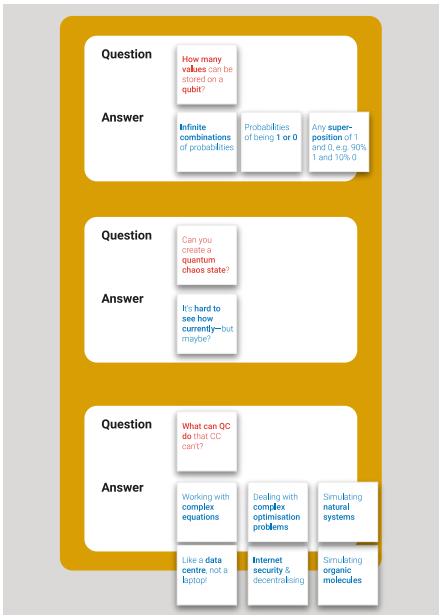 Question
How many
values can be
stored on a
qubit?
Answer
Infinite
combinations
of probabilities
Probabilities
of being 1 or 0
Any super-
position of 1
and 0, e.g. 90%
1 and 10% 0
Question
Can you
create a
quantum
chaos state?
Answer
It's hard to
see how
currently—but
maybe?
Question
What can QC
do that CC
can't?
Answer
Working with
complex
equations
Dealing with
complex
optimisation
problems
Simulating
natural
systems
Like a data
centre, not a
laptop!
Internet
security &
decentralising
Simulating
organic
molecules